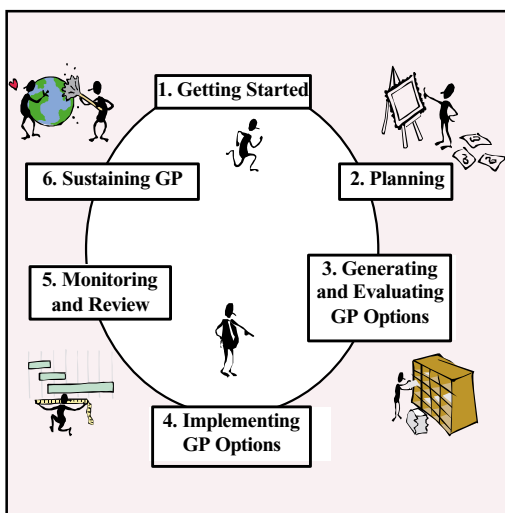 1. Getting Started
2. Planning
3. Generating
and Evaluating
GP Options
4. Implementing
GP Options
5. Monitoring
and Review
6. Sustaining GP